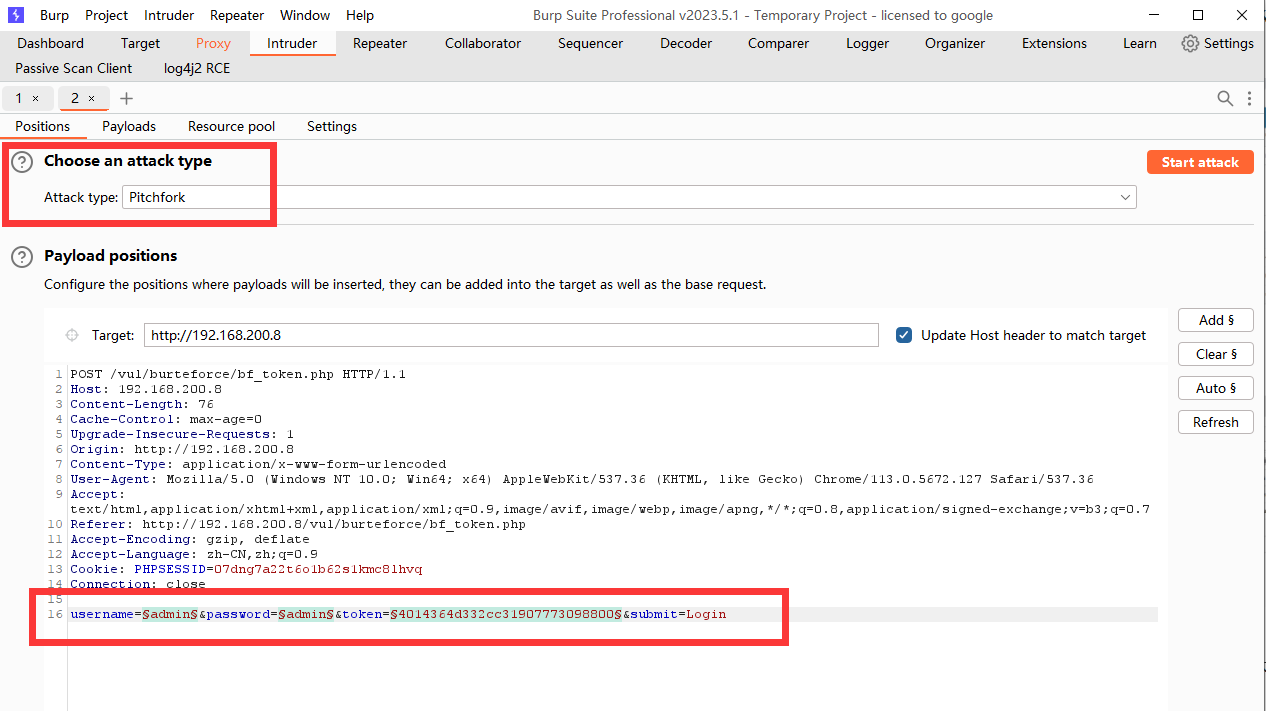 Burp Project Intruder Repeater Window Help Burp Suite Professional v2023.5.1 - Temporary Project - licensed to google
Dashboard Target Proxy Intruder Repeater Collaborator Sequencer Decoder Comparer Logger Organizer Extensions Learn Settings
Passive Scan Client log4j2 RCE
1 × 2 × +
Positions Payloads Resource pool Settings
? Choose an attack type
Start attack
Attack type: Pitchfork
? Payload positions
Configure the positions where payloads will be inserted, they can be added into the target as well as the base request.
Target: http://192.168.200.8 Update Host header to match target
Add §
Clear §
Auto §
Refresh
1 POST /vul/burteforce/bf_token.php HTTP/1.1
2 Host: 192.168.200.8
3 Content-Length: 76
4 Cache-Control: max-age=0
5 Upgrade-Insecure-Requests: 1
6 Origin: http://192.168.200.8
7 Content-Type: application/x-www-form-urlencoded
8 User-Agent: Mozilla/5.0 (Windows NT 10.0; Win64; x64) AppleWebKit/537.36 (KHTML, like Gecko) Chrome/113.0.5672.127 Safari/537.36
9 Accept:
text/html,application/xhtml+xml,application/xml;q=0.9,image/avif,image/webp,image/apng,*/*;q=0.8,application/signed-exchange;v=b3;q=0.7
10 Referer: http://192.168.200.8/vul/burteforce/bf_token.php
11 Accept-Encoding: gzip, deflate
12 Accept-Language: zh-CN,zh;q=0.9
13 Cookie: PHPSESSID=07dng7a22t6o1b62s1kmc81hvq
14 Connection: close
15
16 username=§admin§&password=§admin§&token=§4014364d332cc31907773098800§&submit=Login